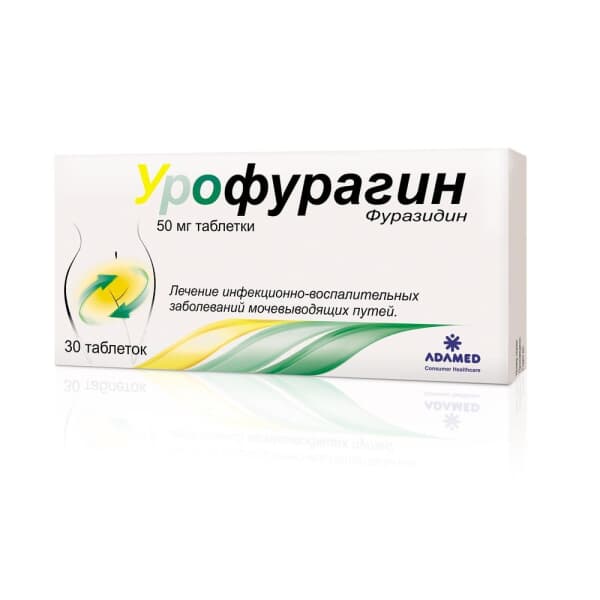 Урофурагин
Фуразидин
50 мг таблетки
Лечение инфекционно-воспалительных
заболеваний мочевыводящих путей.
30 таблеток
ADAMED
Consumer Healthcare